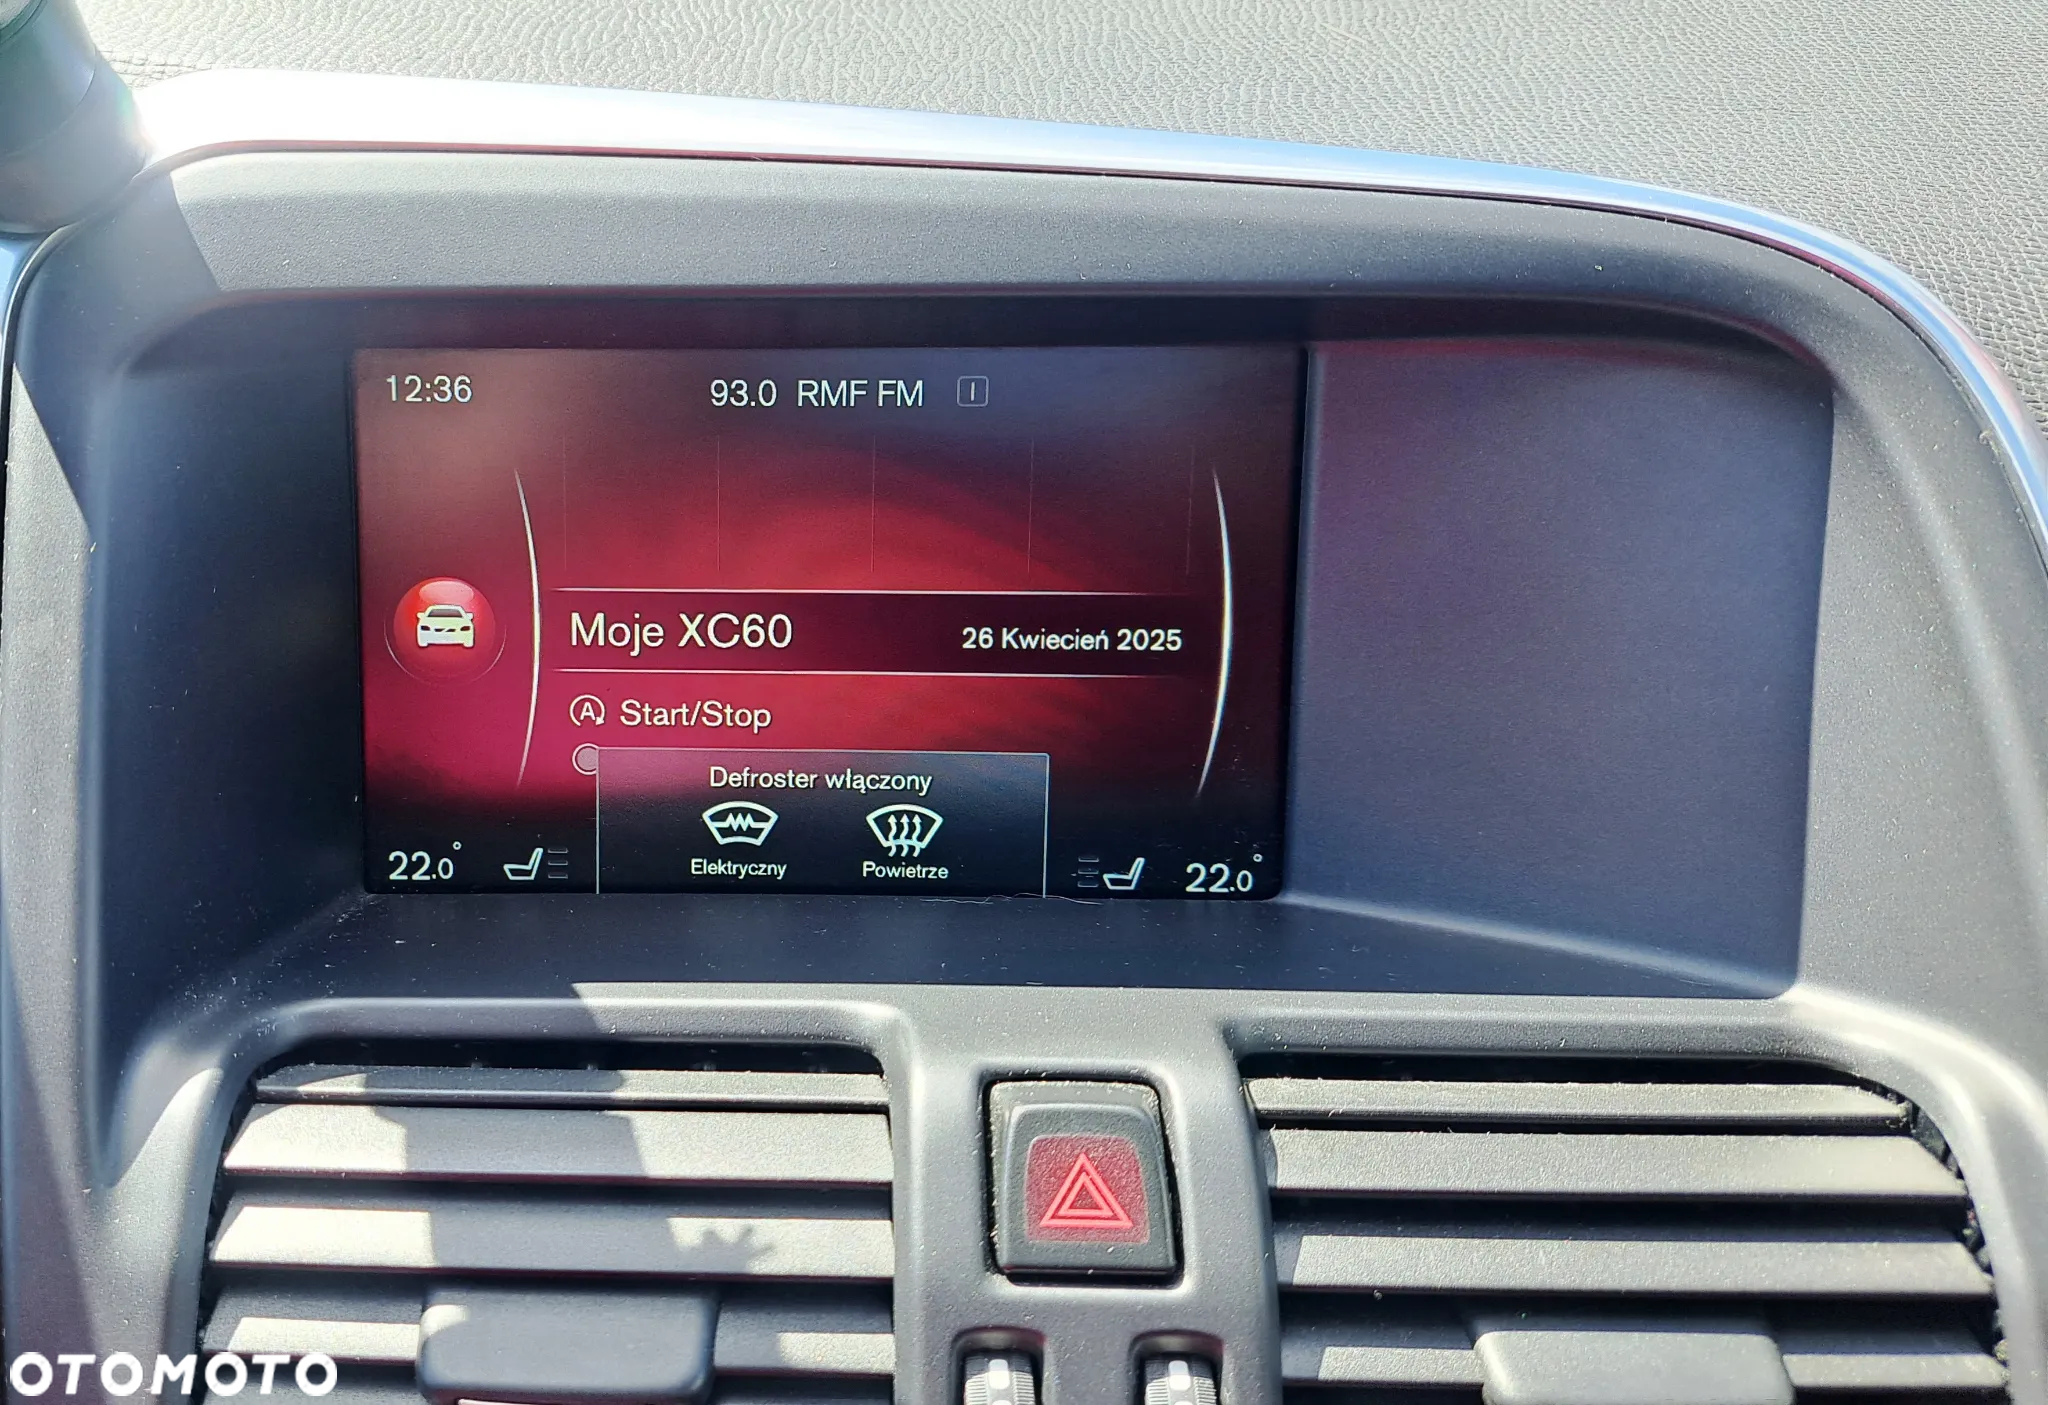 12:36
93.0 RMF FM
Moje XC60
26 Kwiecień 2025
Start/Stop
Defroster włączony
Elektryczny
Powietrze
22.0°
22.0°
OTOMOTO